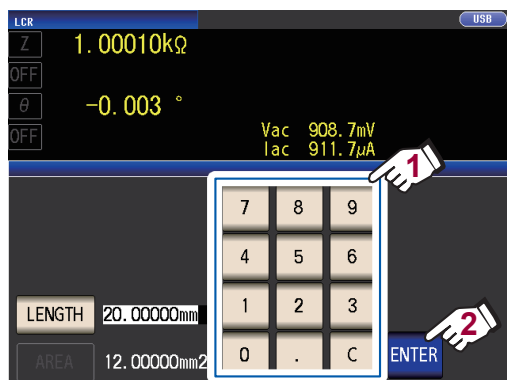 LCR USB
Z 1.00010kΩ
OFF
θ -0.003 °
OFF
Vac 908.7mV
Iac 911.7μA
1
7 8 9
4 5 6
1 2 3
0 . C
LENGTH 20.00000mm
2
ENTER
AREA 12.00000mm2